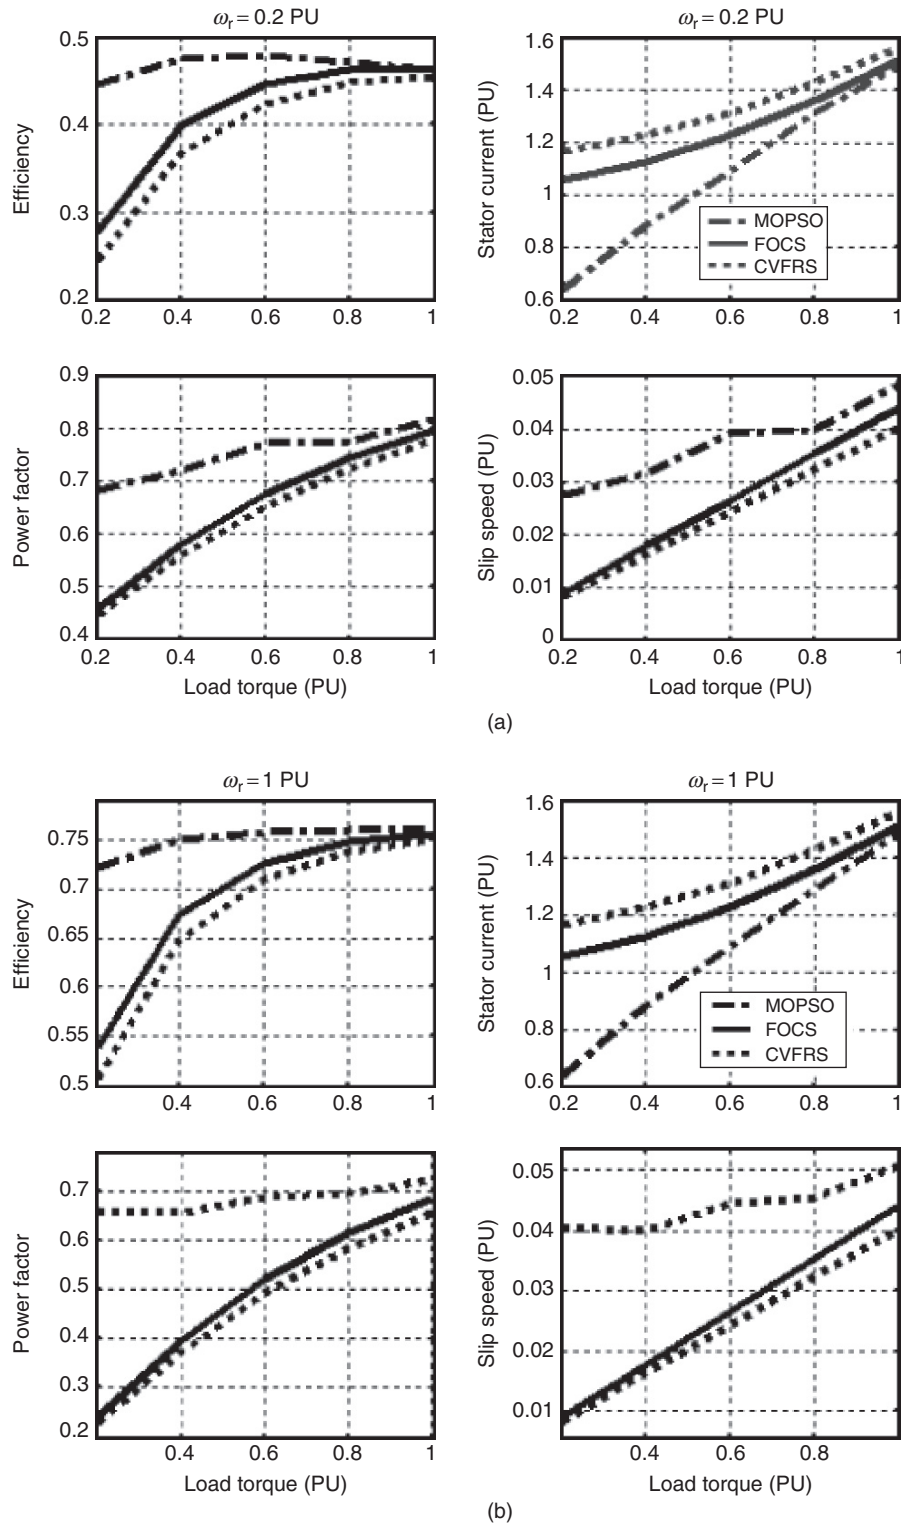 ωr = 0.2 PU
Efficiency
0.5
0.4
0.3
0.2
0.2 0.4 0.6 0.8 1
ωr = 0.2 PU
Stator current (PU)
1.6
1.4
1.2
1
0.8
0.6
0.2 0.4 0.6 0.8 1
MOPSO
FOCS
CVFRS
Power factor
0.9
0.8
0.7
0.6
0.5
0.4
0.2 0.4 0.6 0.8 1
Load torque (PU)
Slip speed (PU)
0.05
0.04
0.03
0.02
0.01
0
0.2 0.4 0.6 0.8 1
Load torque (PU)
(a)
ωr = 1 PU
Efficiency
0.75
0.7
0.65
0.6
0.55
0.5
0.4 0.6 0.8 1
ωr = 1 PU
Stator current (PU)
1.6
1.4
1.2
1
0.8
0.6
0.2 0.4 0.6 0.8 1
MOPSO
FOCS
CVFRS
Power factor
0.7
0.6
0.5
0.4
0.3
0.2
0.4 0.6 0.8 1
Load torque (PU)
Slip speed (PU)
0.05
0.04
0.03
0.02
0.01
0.4 0.6 0.8 1
Load torque (PU)
(b)